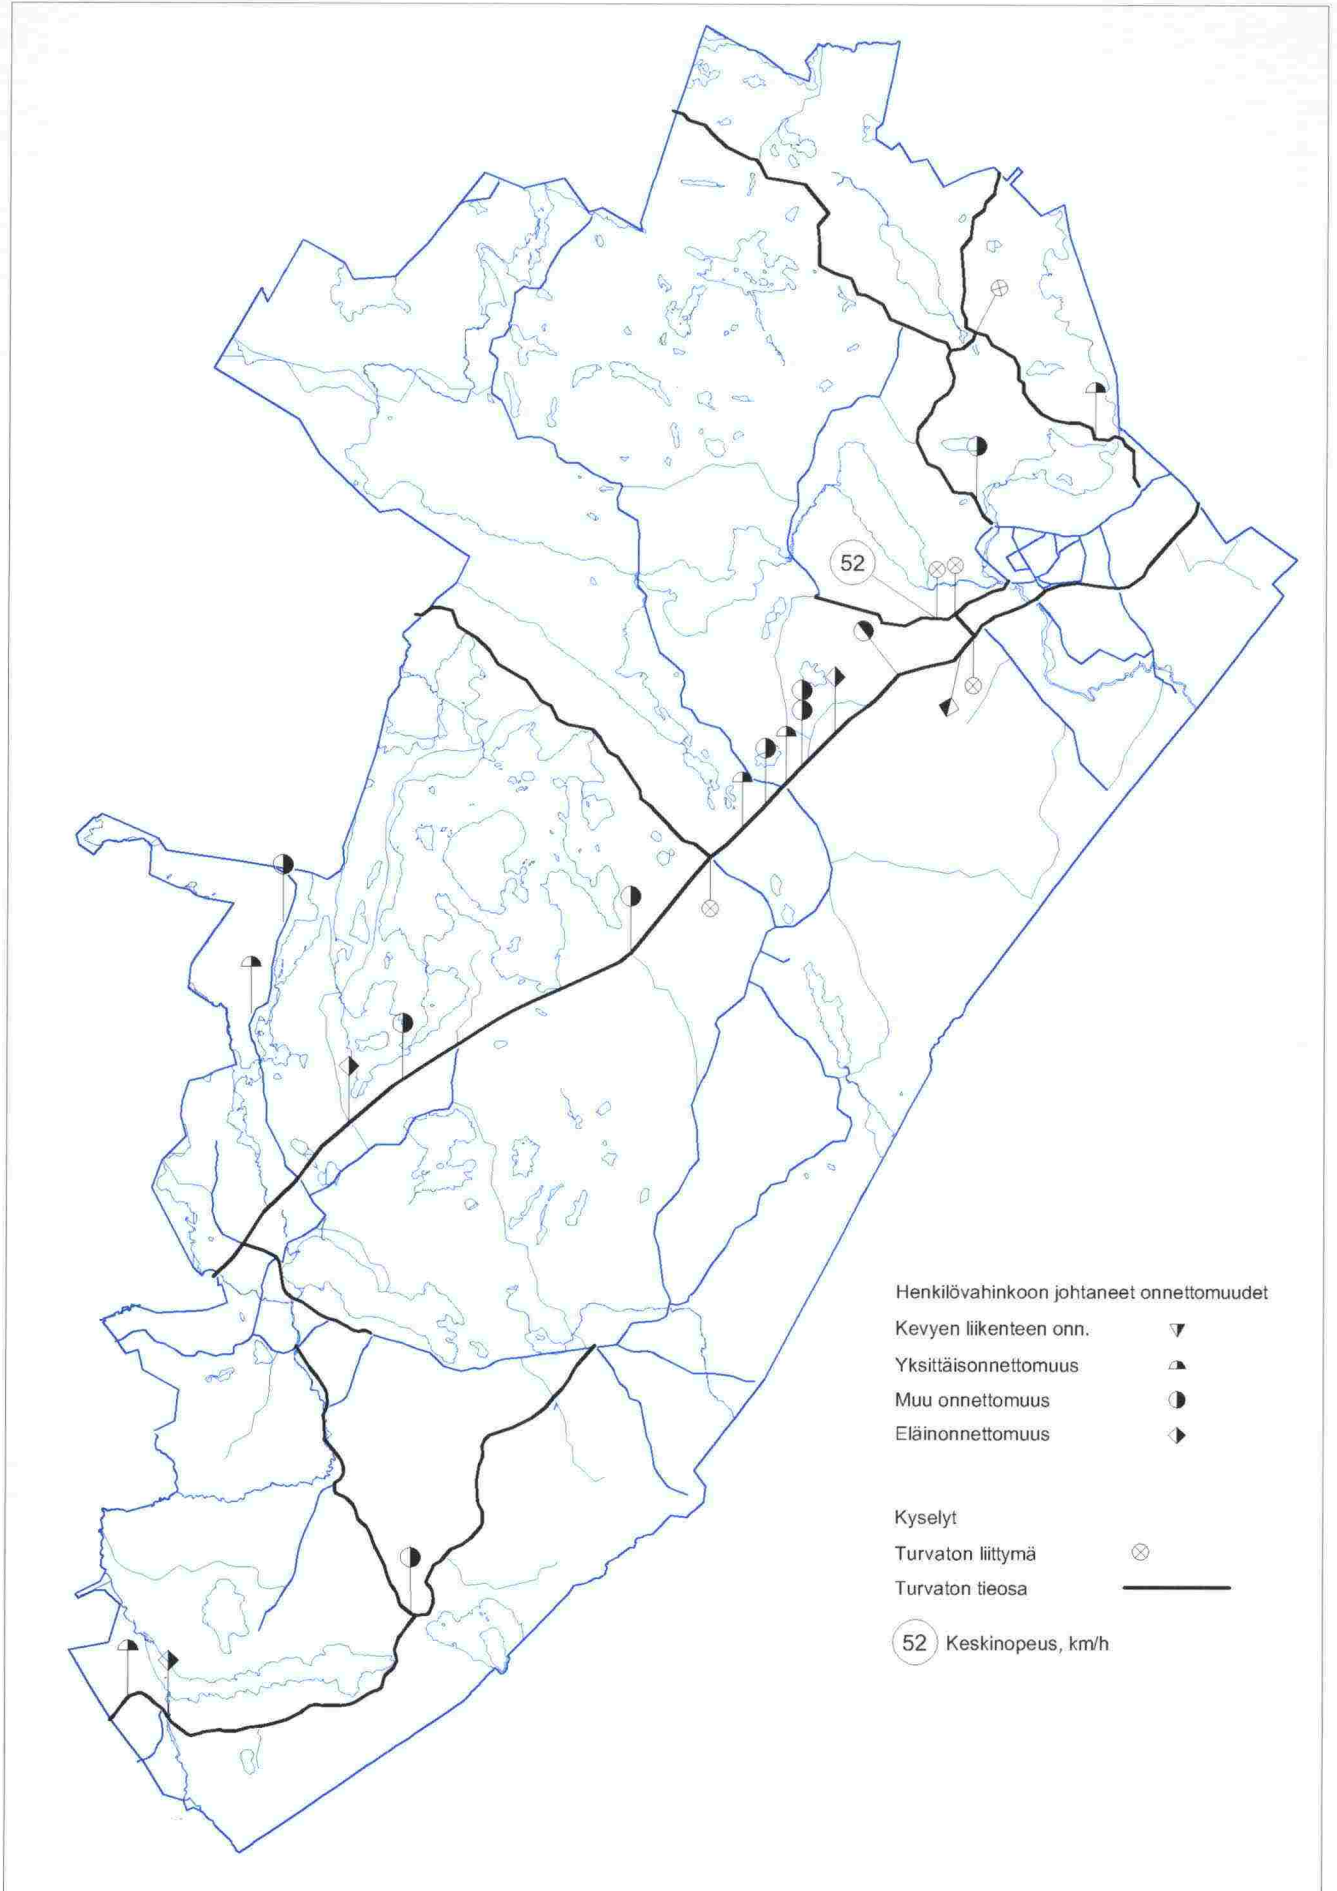 52
Henkilövahinkoon johtaneet onnettomuudet
Kevyen liikenteen onn.
Yksittäisonnettomuus
Muu onnettomuus
Eläinonnettomuus
Kyselyt
Turvaton liittymä
Turvaton tieosa
52 Keskinopeus, km/h